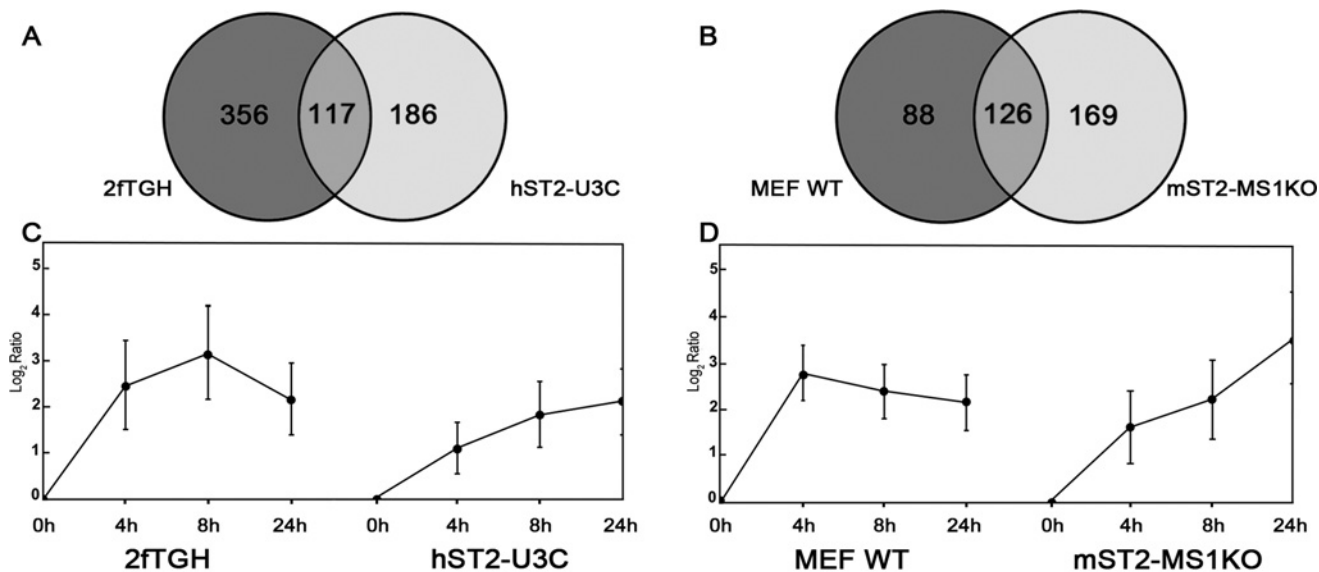 A
356 117 186
2fTGH
hST2-U3C
B
88 126 169
MEF WT
mST2-MS1KO
C
5
4
3
2
1
0
Log2 Ratio
0h 4h 8h 24h 0h 4h 8h 24h
2fTGH hST2-U3C
D
5
4
3
2
1
0
Log2 Ratio
0h 4h 8h 24h 0h 4h 8h 24h
MEF WT mST2-MS1KO